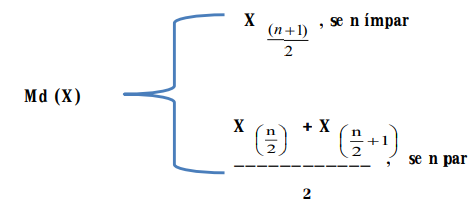 X (n+1)/2 , se n ímpar
Md (X)
X (n/2) + X (n/2 +1)
____________ , se n par
2